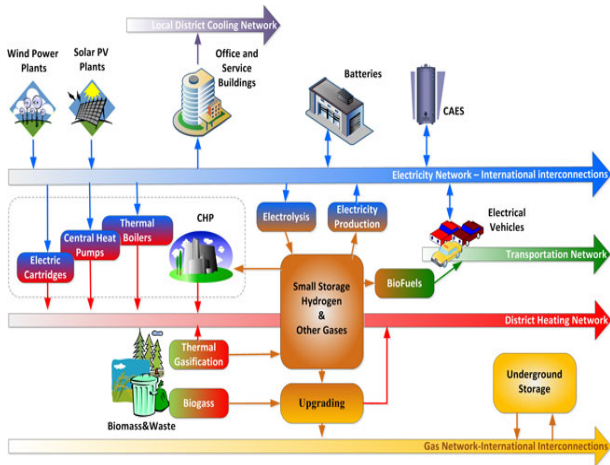 Local District Cooling Network
Wind Power
Plants
Solar PV
Plants
Office and
Service
Buildings
Batteries
CAES
Electricity Network – International interconnections
Electric
Cartridges
Central Heat
Pumps
Thermal
Boilers
CHP
Electrolysis
Electricity
Production
Electrical
Vehicles
Transportation Network
Small Storage
Hydrogen
&
Other Gases
BioFuels
District Heating Network
Thermal
Gasification
Biogass
Biomass&Waste
Upgrading
Underground
Storage
Gas Network-International Interconnections